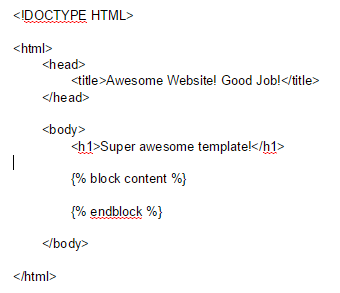 <!DOCTYPE HTML>
<html>
<head>
<title>Awesome Website! Good Job!</title>
</head>
<body>
<h1>Super awesome template!</h1>
{% block content %}
{% endblock %}
</body>
</html>